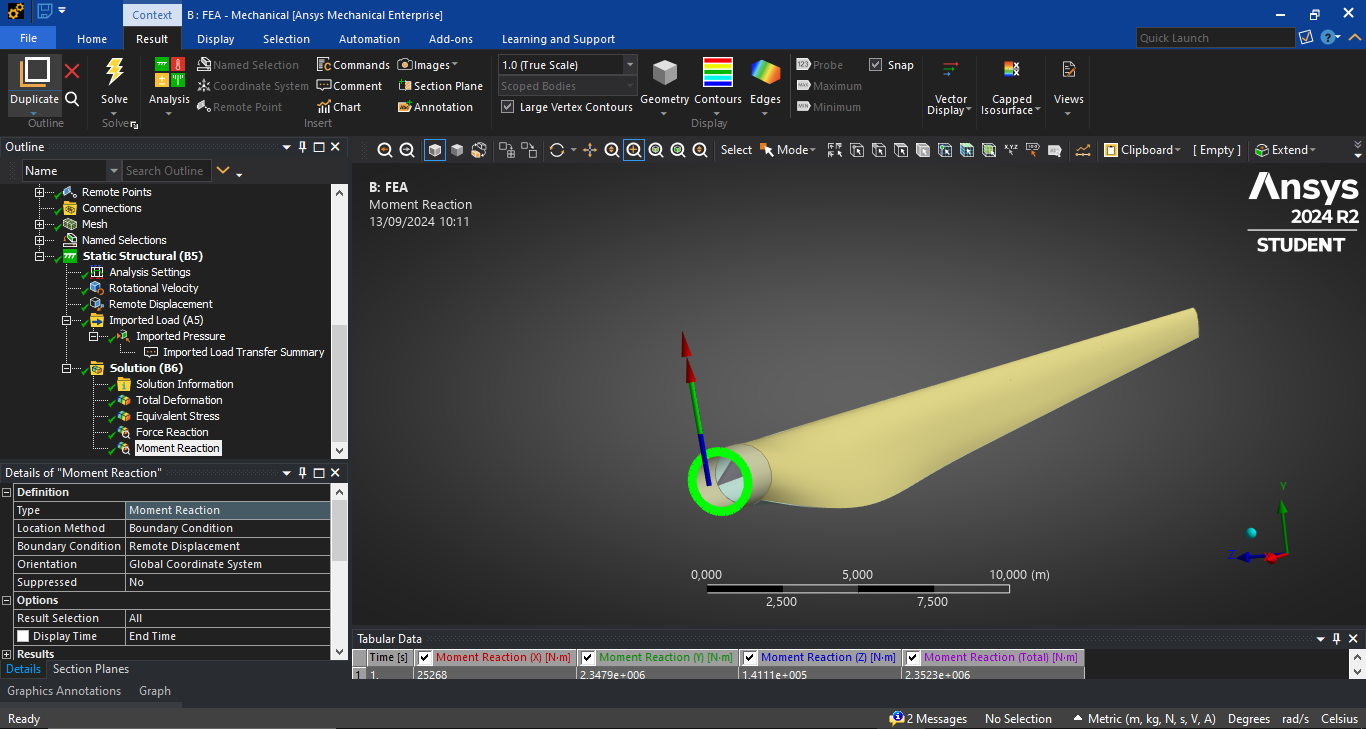 Context B : FEA - Mechanical [Ansys Mechanical Enterprise]
File Home Result Display Selection Automation Add-ons Learning and Support Quick Launch
Duplicate
Outline
Solve
Solver
Analysis
Named Selection
Coordinate System
Remote Point
Commands
Comment
Chart
Images
Section Plane
Annotation
Insert
1.0 (True Scale)
Scoped Bodies
Large Vertex Contours
Geometry Contours Edges
Display
Probe
Maximum
Minimum
Snap
Vector
Display
Capped
Isosurface
Views
Outline
Name Search Outline
Select Mode Clipboard [ Empty ] Extend
Remote Points
Connections
Mesh
Named Selections
Static Structural (B5)
Analysis Settings
Rotational Velocity
Remote Displacement
Imported Load (A5)
Imported Pressure
Imported Load Transfer Summary
Solution (B6)
Solution Information
Total Deformation
Equivalent Stress
Force Reaction
Moment Reaction
B: FEA
Moment Reaction
13/09/2024 10:11
Ansys
2024 R2
STUDENT
Y
Z
0,000 5,000 10,000 (m)
2,500 7,500
Details of "Moment Reaction"
Definition
Type Moment Reaction
Location Method Boundary Condition
Boundary Condition Remote Displacement
Orientation Global Coordinate System
Suppressed No
Options
Result Selection All
Display Time End Time
Results
Details Section Planes
Graphics Annotations Graph
Tabular Data
Time [s] Moment Reaction (X) [N·m] Moment Reaction (Y) [N·m] Moment Reaction (Z) [N·m] Moment Reaction (Total) [N·m]
1 1. 25268 2.3479e+006 1.4111e+005 2.3523e+006
Ready 2 Messages No Selection Metric (m, kg, N, s, V, A) Degrees rad/s Celsius